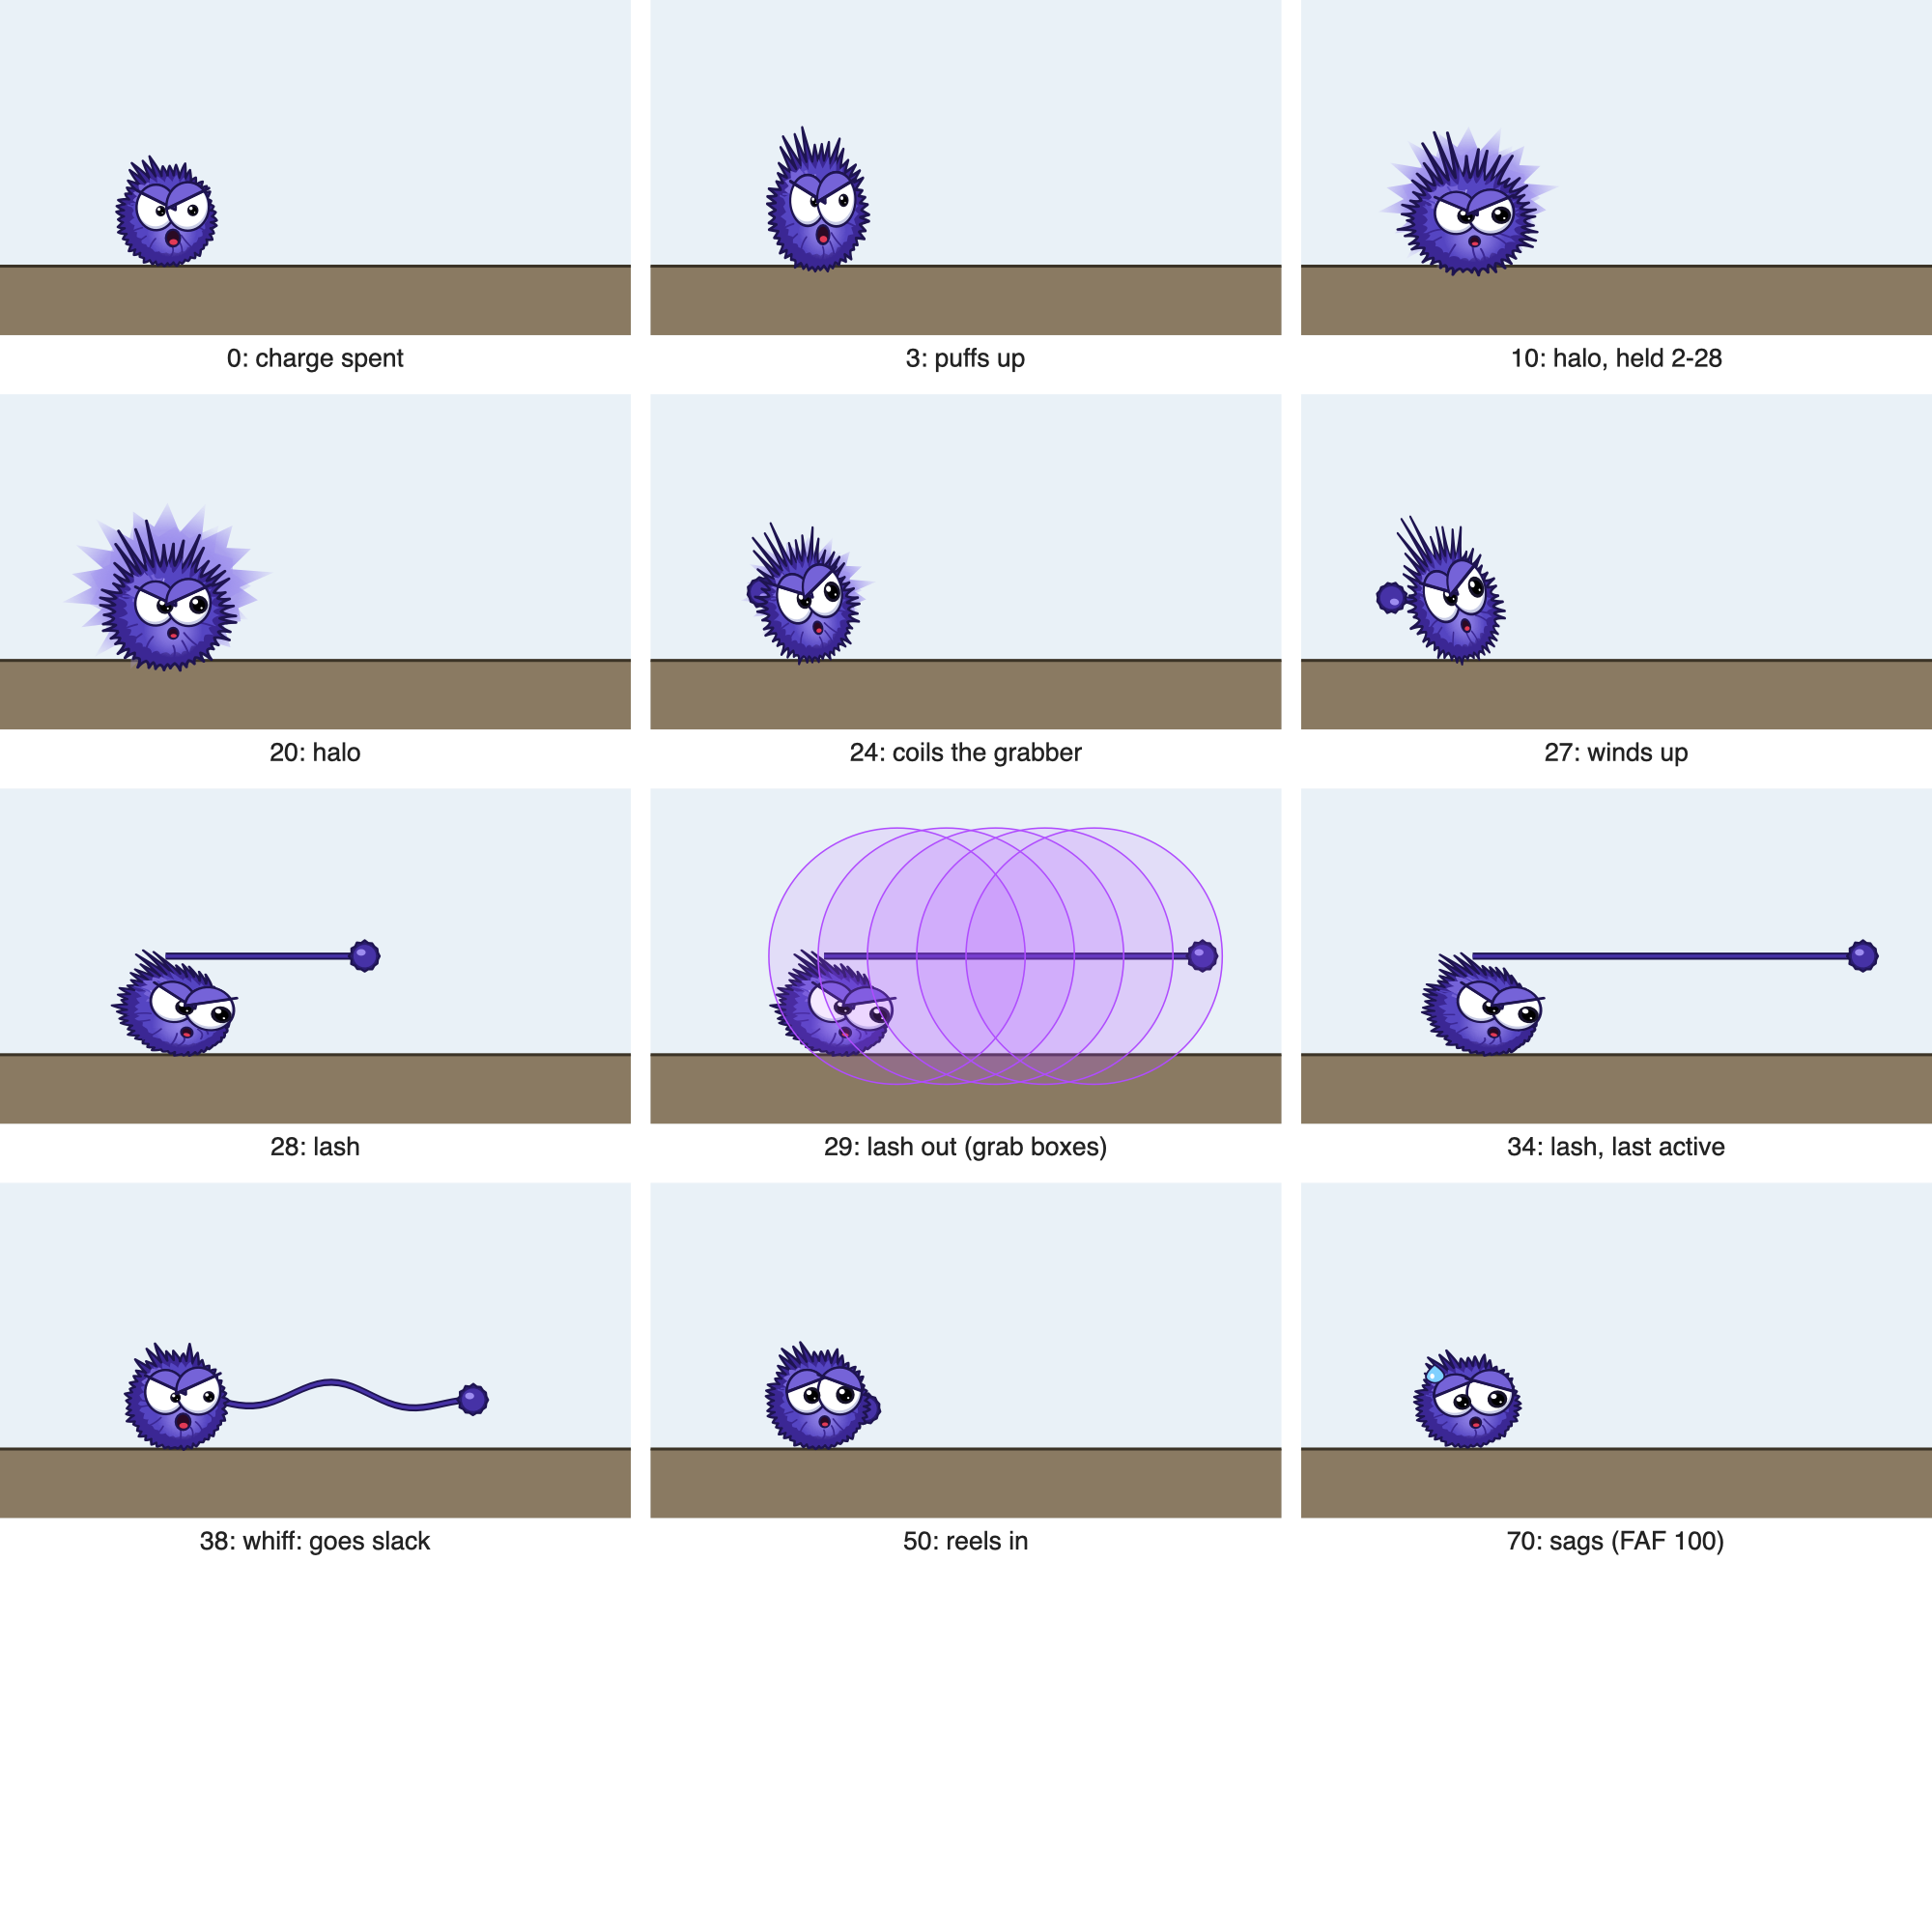 0: charge spent
3: puffs up
10: halo, held 2-28
20: halo
24: coils the grabber
27: winds up
28: lash
29: lash out (grab boxes)
34: lash, last active
38: whiff: goes slack
50: reels in
70: sags (FAF 100)